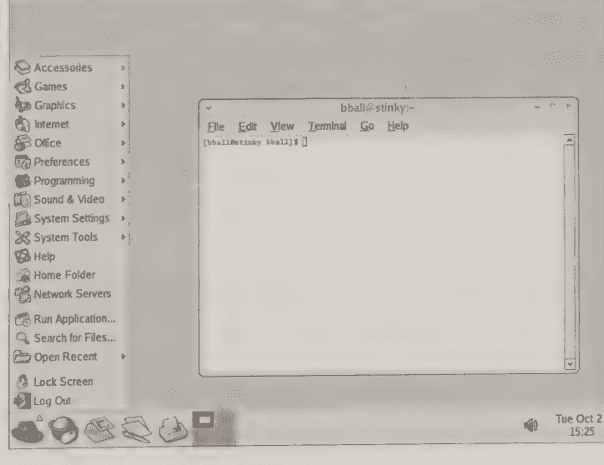 Accessories
Games
Graphics
Internet
Office
Preferences
Programming
Sound & Video
System Settings
System Tools
Help
Home Folder
Network Servers
Run Application...
Search for Files...
Open Recent
Lock Screen
Log Out
bball@stinky:~
File Edit View Terminal Go Help
[bball@stinky bball]$
Tue Oct 2
15:25